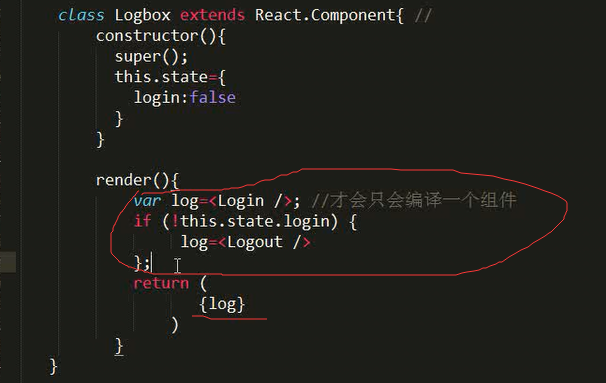 class Logbox extends React.Component{ //
constructor(){
super();
this.state={
login:false
}
}
render(){
var log=<Login />; //才会只会编译一个组件
if (!this.state.login) {
log=<Logout />
};
return (
{log}
)
}
}